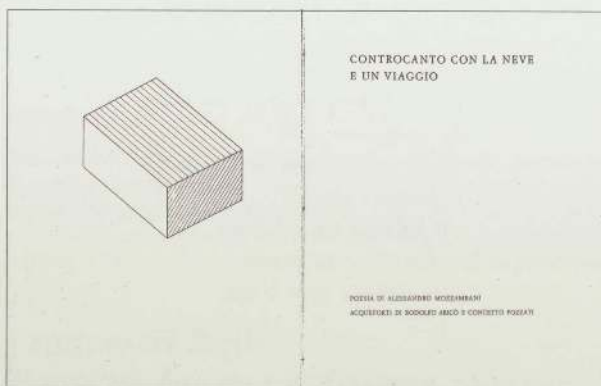 CONTROCANTO CON LA NEVE
E UN VIAGGIO
POESIA DI ALESSANDRO MOZZAMBANI
ACQUEFORTI DI RODOLFO ARICÒ E CONCETTO POZZATI